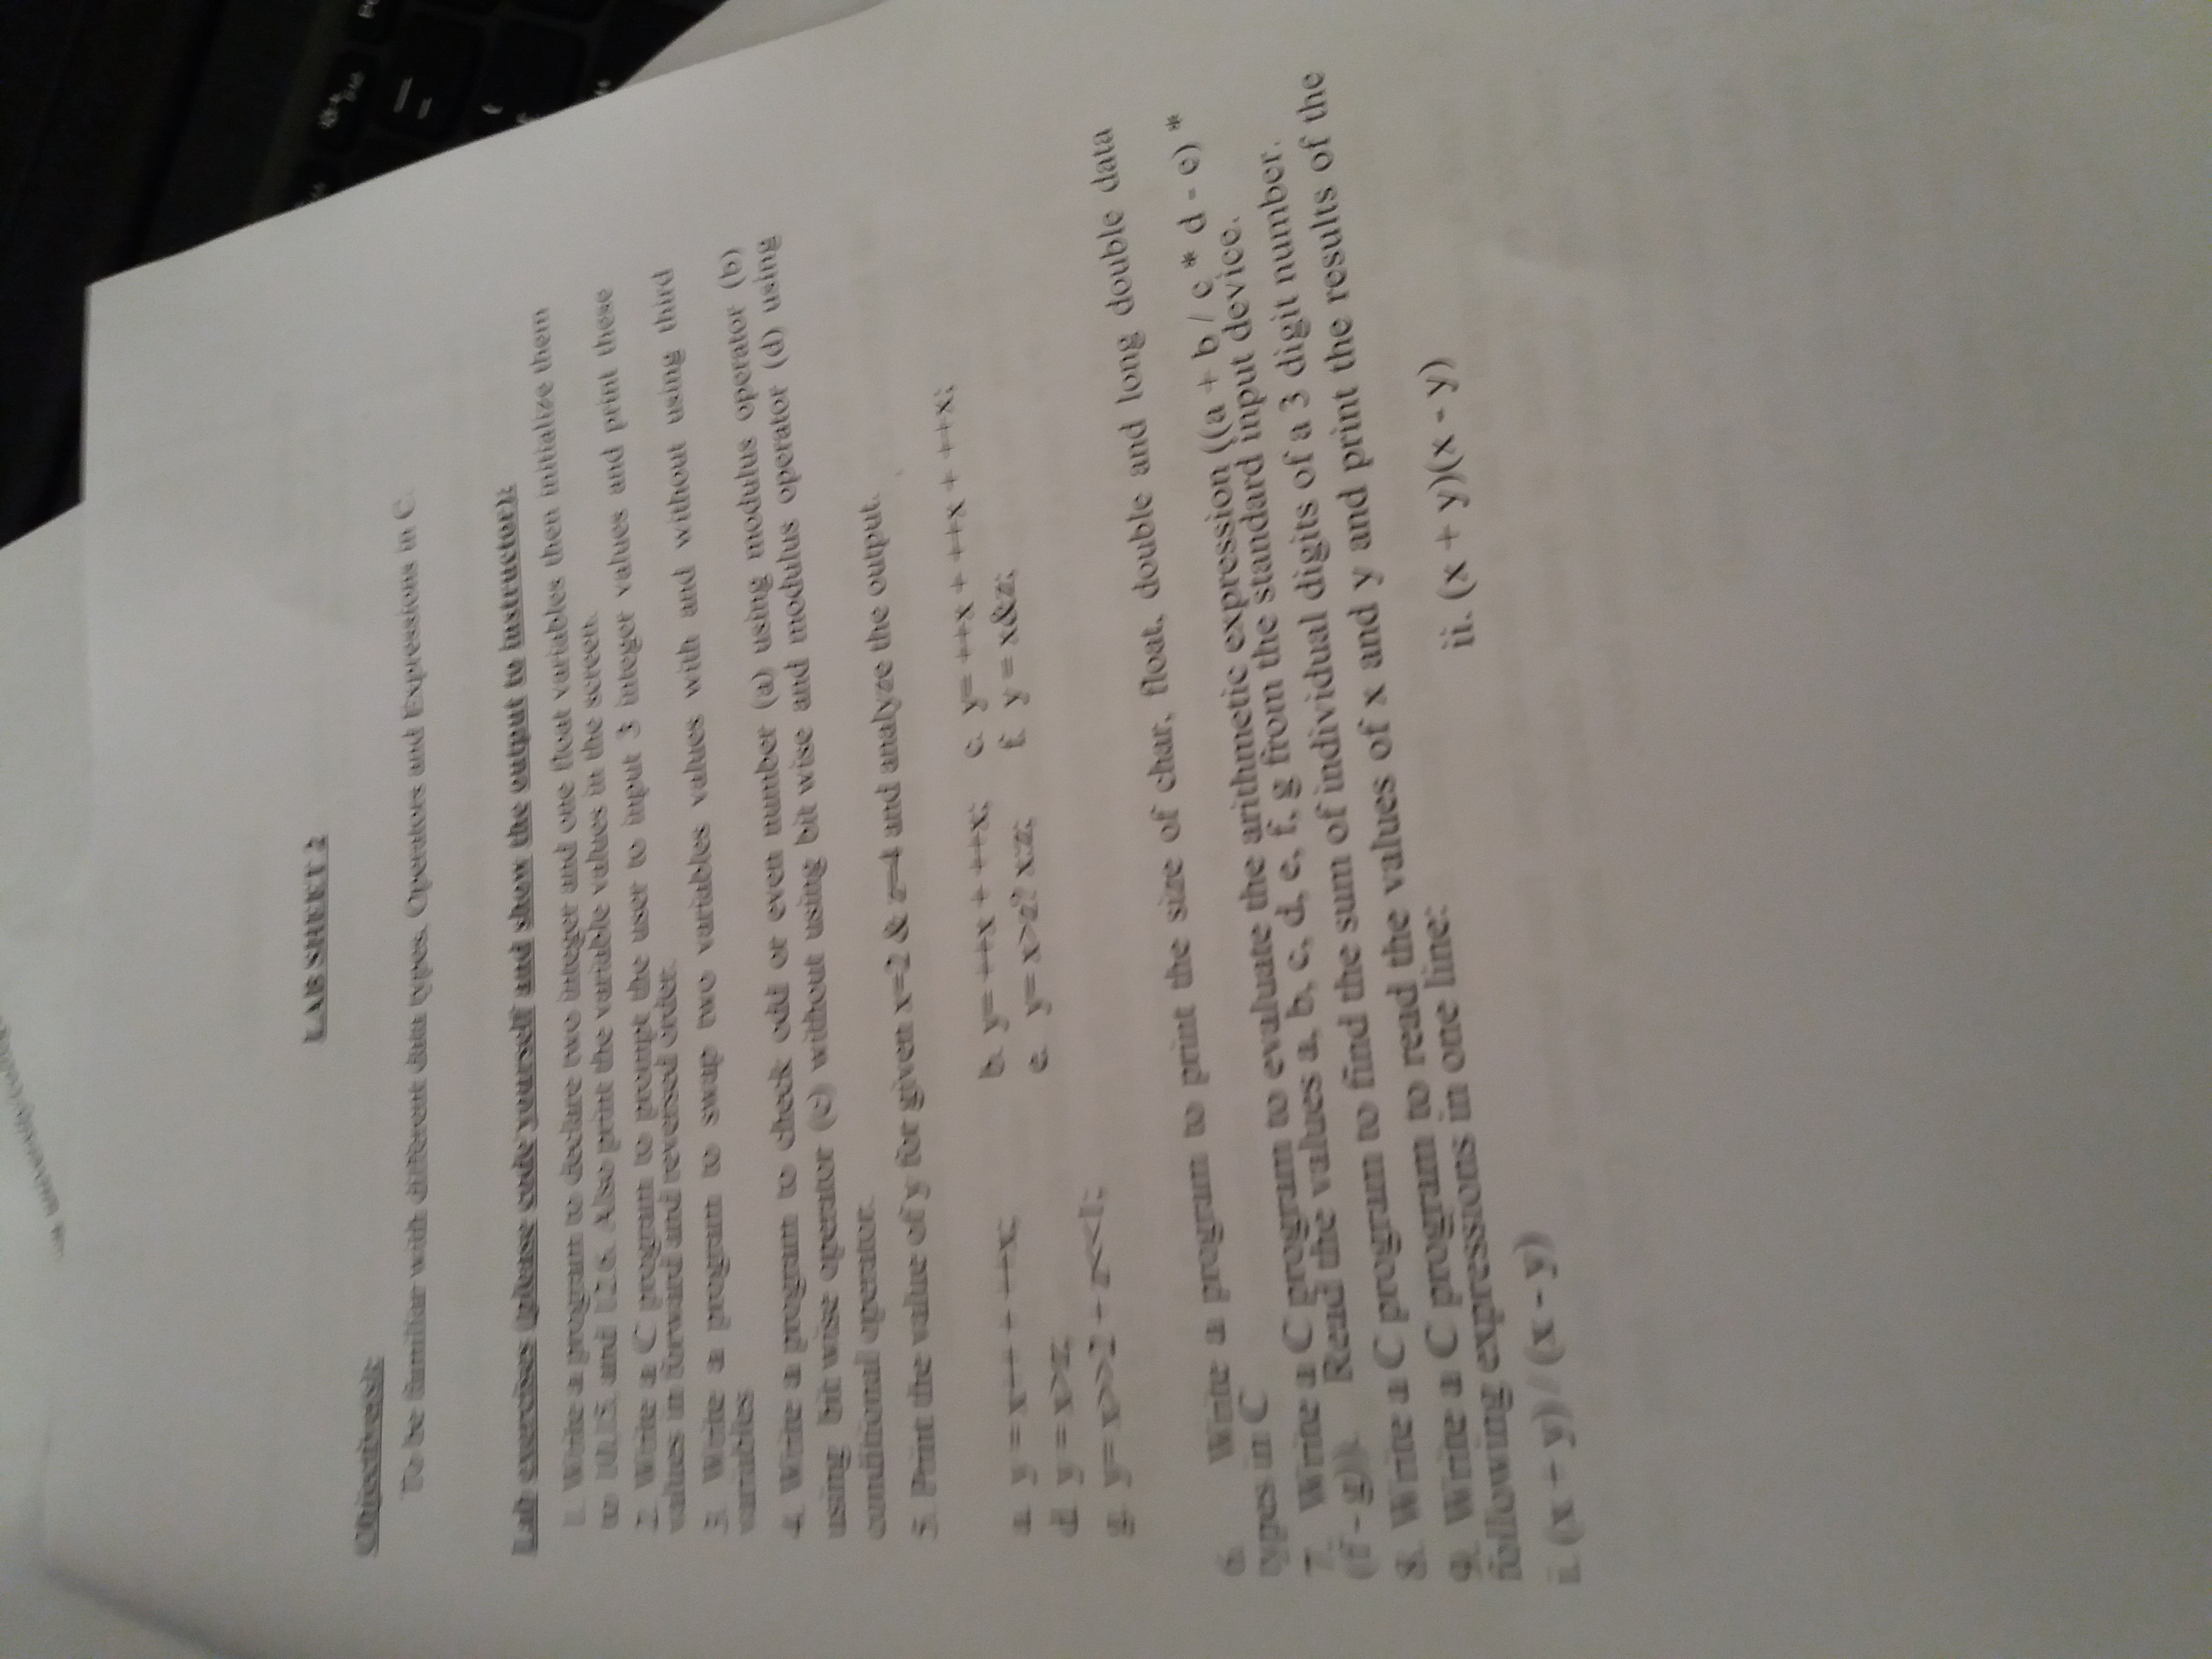 university/College
LAB SHEET 2
Objective(s):
To be familiar with different data types, Operators and Expressions in C.
Lab exercises (please code yourself and show the output to instructor):
1. Write a program to declare two integer and one float variables then initialize them
to 10,15, and 12.6. Also print the variable values in the screen.
2. Write a C program to prompt the user to input 3 integer values and print these
values in forward and reversed order.
3. Write a program to swap two variables values with and without using third
variables
4. Write a program to check odd or even number (a) using modulus operator (b)
using bit wise operator (c) without using bit wise and modulus operator (d) using
conditional operator.
5. Print the value of y for given x=2 & z=4 and analyze the output.
a. y = x++ + ++x; b. y= ++x + ++x; c. y= ++x + ++x + ++x;
d. y = x>z; e. y= x>z? x:z; f. y = x&z;
g. y= x>>2 + z<<1;
6. Write a program to print the size of char, float, double and long double data
types in C
7. Write a C program to evaluate the arithmetic expression ((a + b / c * d - e) *
(f - g)). Read the values a, b, c, d, e, f, g from the standard input device.
8. Write a C program to find the sum of individual digits of a 3 digit number.
9. Write a C program to read the values of x and y and print the results of the
following expressions in one line:
i. (x + y) / (x - y) ii. (x + y)(x - y)